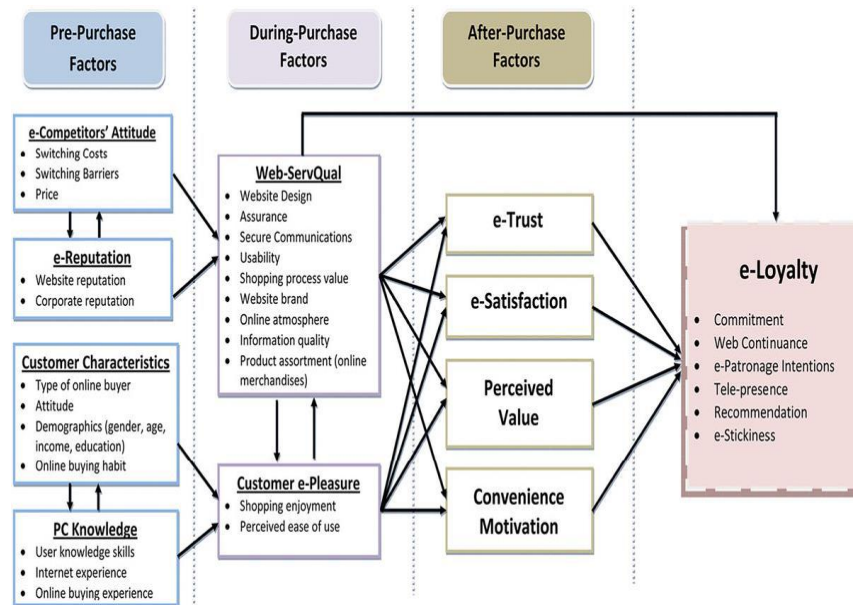 Pre-Purchase
Factors
During-Purchase
Factors
After-Purchase
Factors
e-Competitors' Attitude
• Switching Costs
• Switching Barriers
• Price
e-Reputation
• Website reputation
• Corporate reputation
Customer Characteristics
• Type of online buyer
• Attitude
• Demographics (gender, age,
income, education)
• Online buying habit
PC Knowledge
• User knowledge skills
• Internet experience
• Online buying experience
Web-ServQual
• Website Design
• Assurance
• Secure Communications
• Usability
• Shopping process value
• Website brand
• Online atmosphere
• Information quality
• Product assortment (online
merchandises)
Customer e-Pleasure
• Shopping enjoyment
• Perceived ease of use
e-Trust
e-Satisfaction
Perceived
Value
Convenience
Motivation
e-Loyalty
• Commitment
• Web Continuance
• e-Patronage Intentions
• Tele-presence
• Recommendation
• e-Stickiness